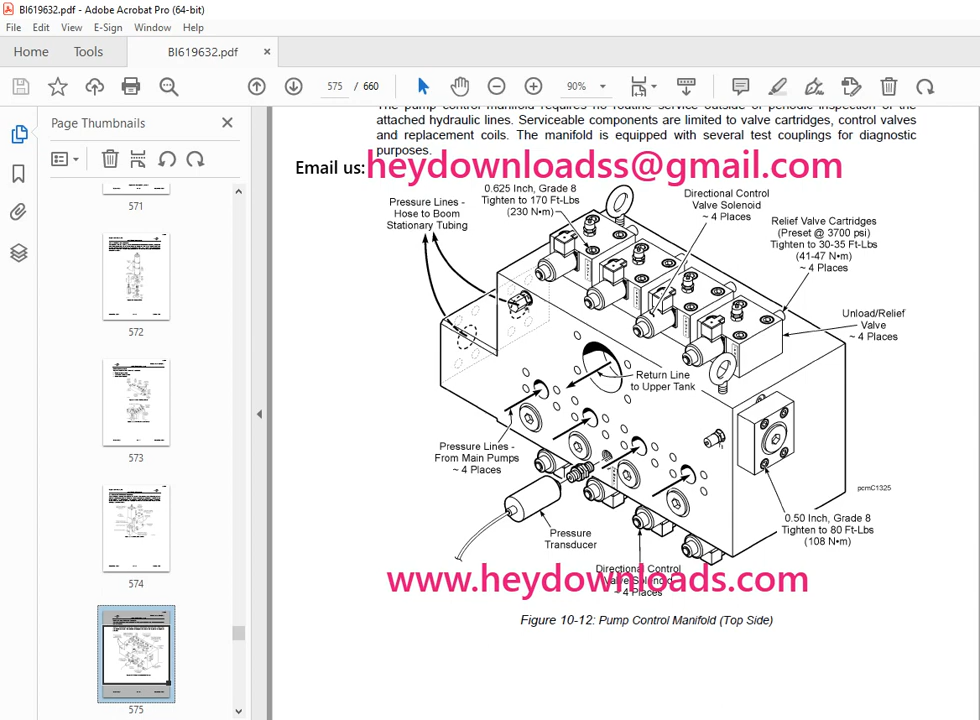 BI619632.pdf - Adobe Acrobat Pro (64-bit)
File Edit View E-Sign Window Help
Home Tools BI619632.pdf ×
575 / 660 90%
Page Thumbnails
571
572
573
574
575
The pump control manifold requires no routine service outside of periodic inspection of the
attached hydraulic lines. Serviceable components are limited to valve cartridges, control valves
and replacement coils. The manifold is equipped with several test couplings for diagnostic
purposes.
Email us:heydownloadss@gmail.com
Pressure Lines -
Hose to Boom
Stationary Tubing
0.625 Inch, Grade 8
Tighten to 170 Ft-Lbs
(230 N•m)
Directional Control
Valve Solenoid
~ 4 Places
Relief Valve Cartridges
(Preset @ 3700 psi)
Tighten to 30-35 Ft-Lbs
(41-47 N•m)
~ 4 Places
Unload/Relief
Valve
~ 4 Places
Return Line
to Upper Tank
Pressure Lines -
From Main Pumps
~ 4 Places
Pressure
Transducer
pcmC1325
0.50 Inch, Grade 8
Tighten to 80 Ft-Lbs
(108 N•m)
Directional Control
Valve Solenoid
~ 4 Places
www.heydownloads.com
Figure 10-12: Pump Control Manifold (Top Side)